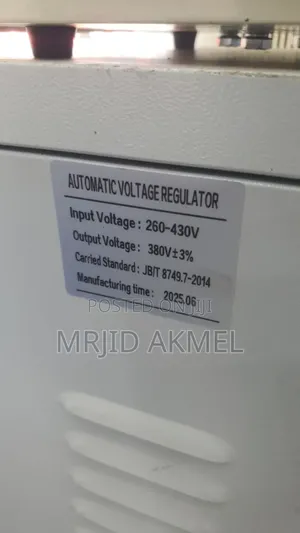 AUTOMATIC VOLTAGE REGULATOR
Input Voltage : 260-430V
Output Voltage : 380V±3%
Carried Standard : JB/T 8749.7-2014
Manufacturing time : 2025.06
POSTED ON JIJI
MRJID AKMEL